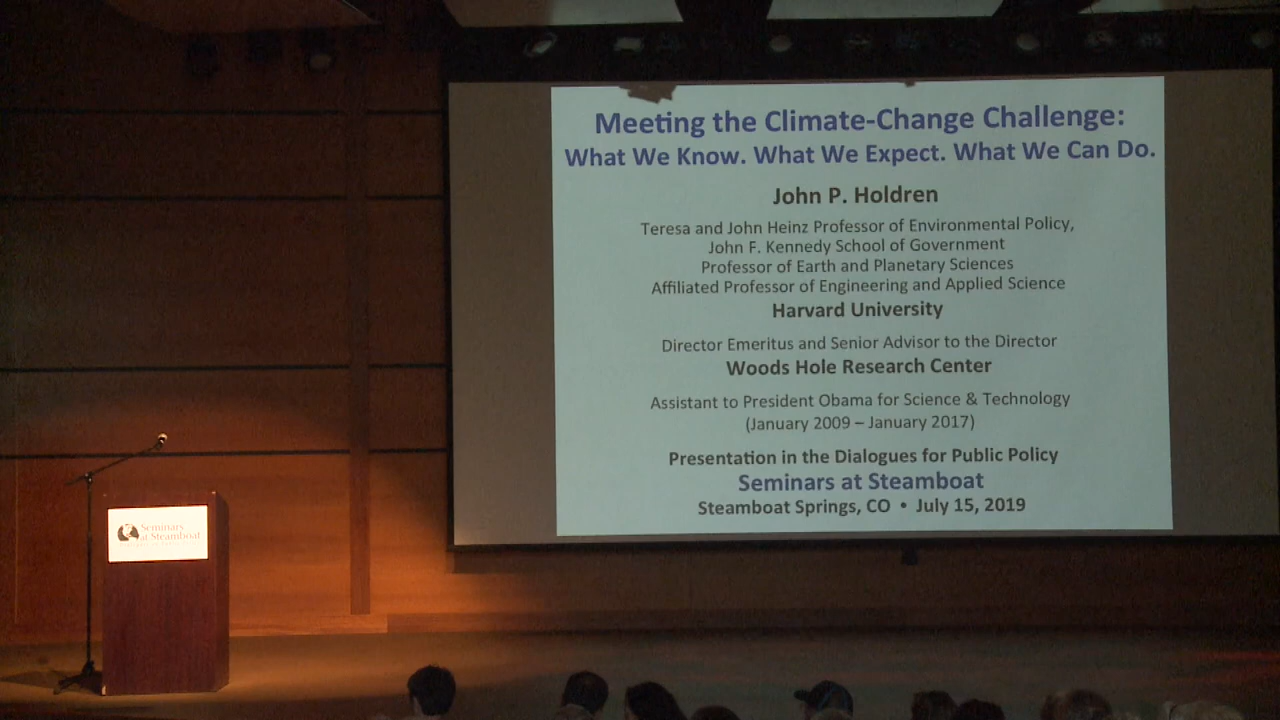 Meeting the Climate-Change Challenge:
What We Know. What We Expect. What We Can Do.
John P. Holdren
Teresa and John Heinz Professor of Environmental Policy,
John F. Kennedy School of Government
Professor of Earth and Planetary Sciences
Affiliated Professor of Engineering and Applied Science
Harvard University
Director Emeritus and Senior Advisor to the Director
Woods Hole Research Center
Assistant to President Obama for Science & Technology
(January 2009 – January 2017)
Presentation in the Dialogues for Public Policy
Seminars at Steamboat
Steamboat Springs, CO • July 15, 2019
Seminars
at Steamboat